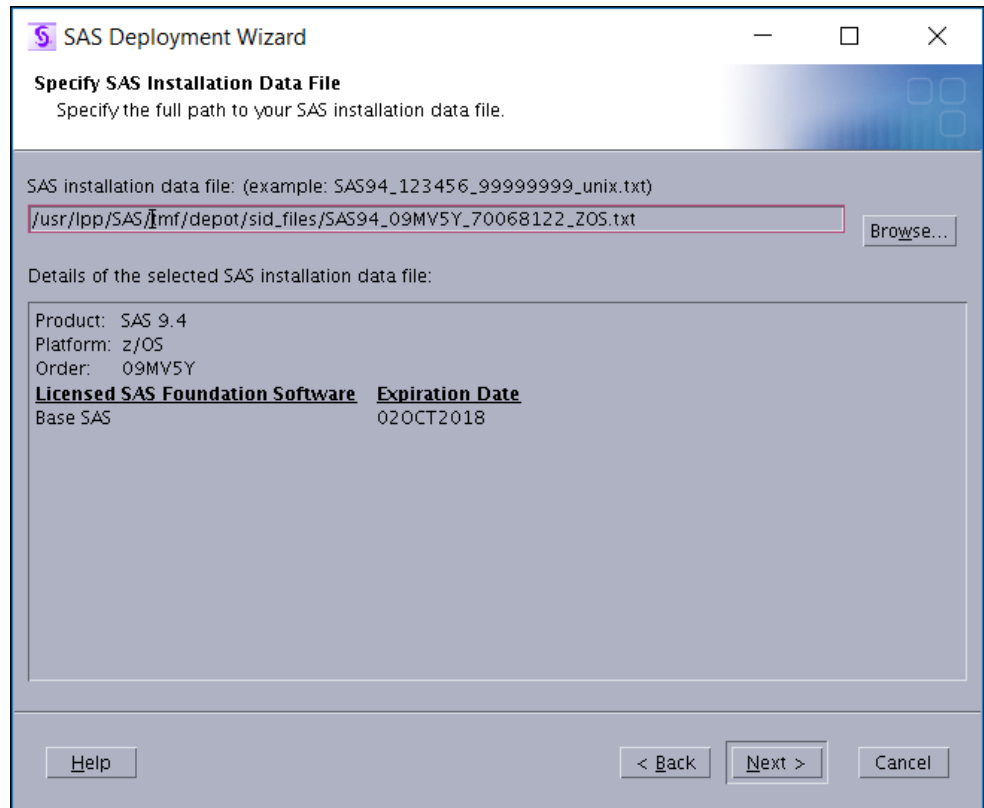 SAS Deployment Wizard
Specify SAS Installation Data File
Specify the full path to your SAS installation data file.
SAS installation data file: (example: SAS94_123456_99999999_unix.txt)
/usr/lpp/SAS/jmf/depot/sid_files/SAS94_09MV5Y_70068122_ZOS.txt
Browse...
Details of the selected SAS installation data file:
Product: SAS 9.4
Platform: z/OS
Order: 09MV5Y
Licensed SAS Foundation Software Expiration Date
Base SAS 02OCT2018
Help
< Back
Next >
Cancel